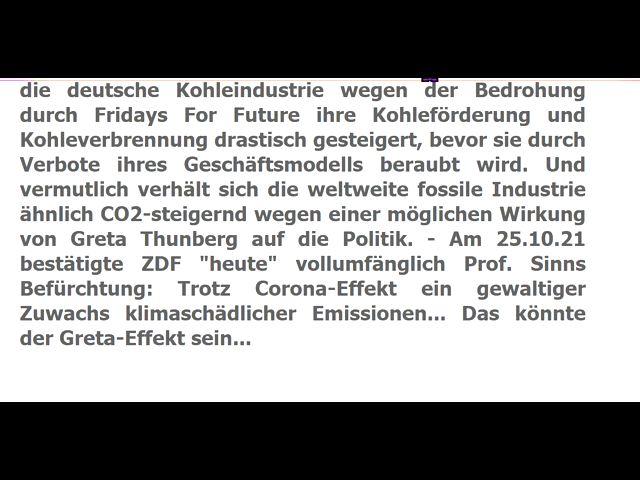 die deutsche Kohleindustrie wegen der Bedrohung
durch Fridays For Future ihre Kohleförderung und
Kohleverbrennung drastisch gesteigert, bevor sie durch
Verbote ihres Geschäftsmodells beraubt wird. Und
vermutlich verhält sich die weltweite fossile Industrie
ähnlich CO2-steigernd wegen einer möglichen Wirkung
von Greta Thunberg auf die Politik. - Am 25.10.21
bestätigte ZDF "heute" vollumfänglich Prof. Sinns
Befürchtung: Trotz Corona-Effekt ein gewaltiger
Zuwachs klimaschädlicher Emissionen... Das könnte
der Greta-Effekt sein...